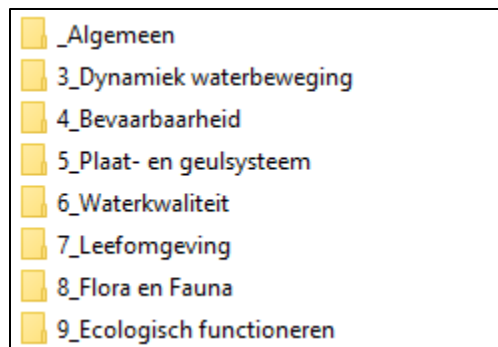 _Algemeen
3_Dynamiek waterbeweging
4_Bevaarbaarheid
5_Plaat- en geulsysteem
6_Waterkwaliteit
7_Leefomgeving
8_Flora en Fauna
9_Ecologisch functioneren